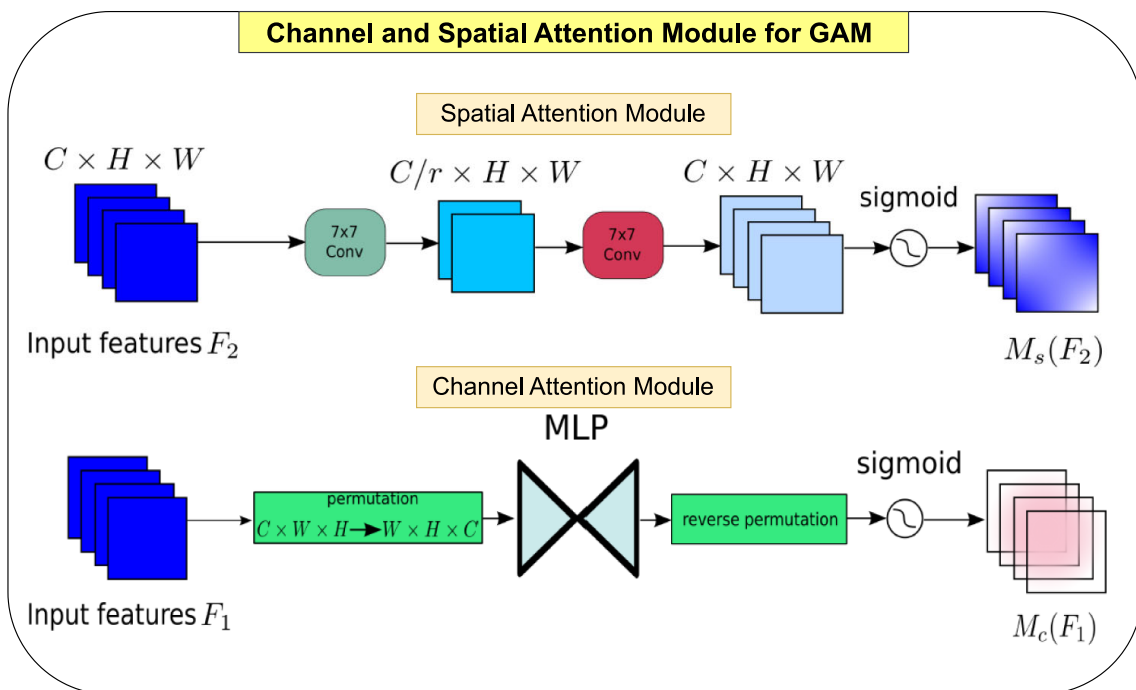 Channel and Spatial Attention Module for GAM
Spatial Attention Module
C × H × W
C/r × H × W
C × H × W
sigmoid
7x7
Conv
7x7
Conv
Input features F₂
Mₛ(F₂)
Channel Attention Module
MLP
sigmoid
permutation
C × W × H → W × H × C
reverse permutation
Input features F₁
M_c(F₁)